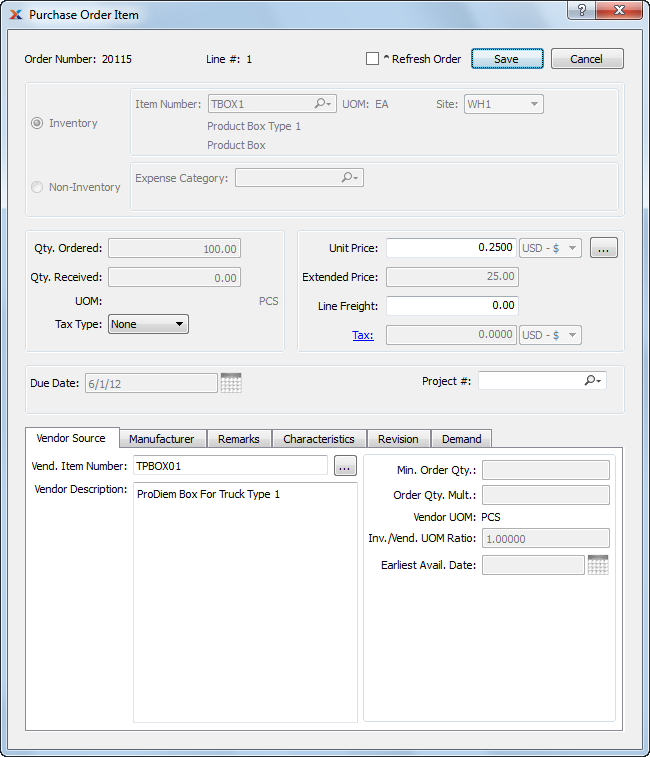 Purchase Order Item
Order Number: 20115 Line #: 1 ^ Refresh Order Save Cancel
Inventory
Item Number: TBOX1 UOM: EA Site: WH1
Product Box Type 1
Product Box
Non-Inventory
Expense Category:
Qty. Ordered: 100.00
Qty. Received: 0.00
UOM: PCS
Tax Type: None
Unit Price: 0.2500 USD - $ ...
Extended Price: 25.00
Line Freight: 0.00
Tax: 0.0000 USD - $
Due Date: 6/1/12 Project #:
Vendor Source Manufacturer Remarks Characteristics Revision Demand
Vend. Item Number: TPBOX01 ...
Vendor Description: ProDiem Box For Truck Type 1
Min. Order Qty.:
Order Qty. Mult.:
Vendor UOM: PCS
Inv./Vend. UOM Ratio: 1.00000
Earliest Avail. Date: